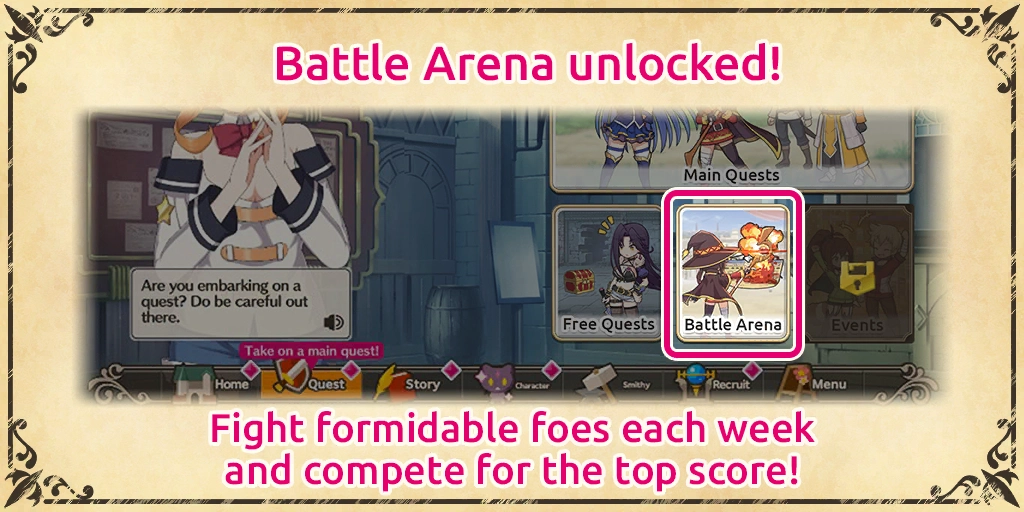 Battle Arena unlocked!
Main Quests
Are you embarking on a
quest? Do be careful out
there.
Free Quests
Battle Arena
Events
Take on a main quest!
Home
Quest
Story
Character
Smithy
Recruit
Menu
Fight formidable foes each week
and compete for the top score!